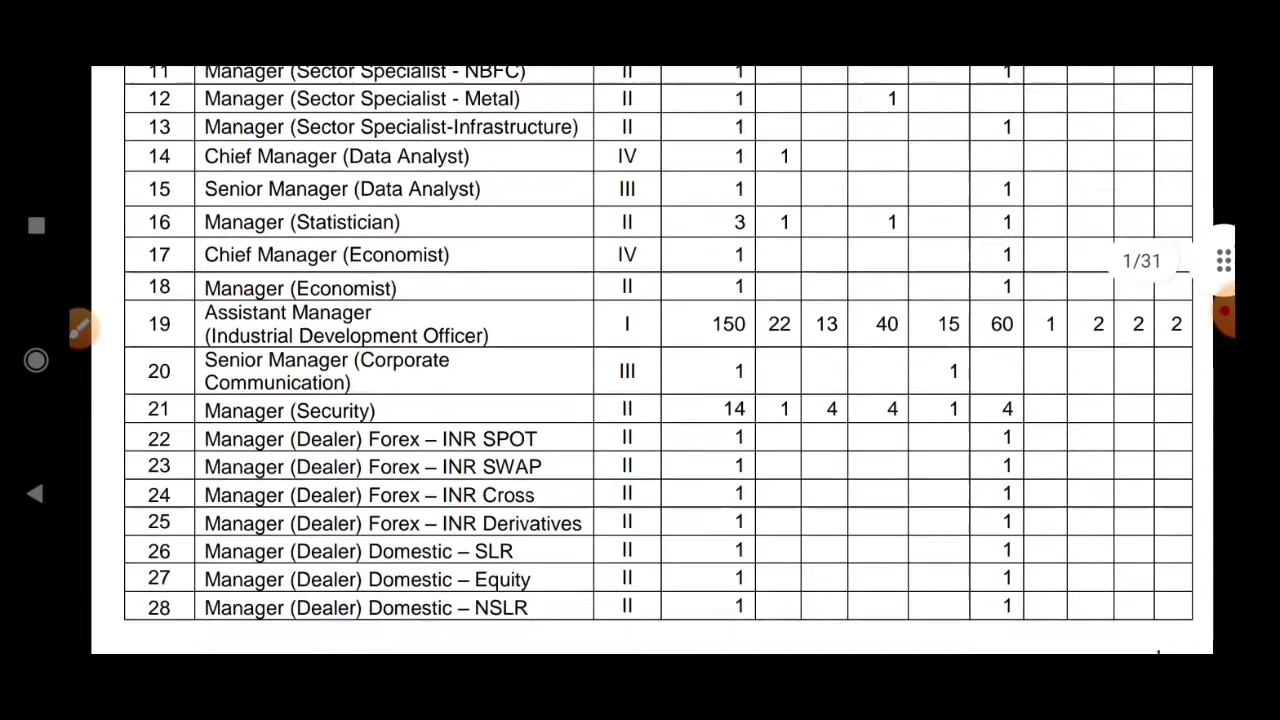 11 Manager (Sector Specialist - NBFC) II 1 1
12 Manager (Sector Specialist - Metal) II 1 1
13 Manager (Sector Specialist-Infrastructure) II 1 1
14 Chief Manager (Data Analyst) IV 1 1
15 Senior Manager (Data Analyst) III 1 1
16 Manager (Statistician) II 3 1 1 1
17 Chief Manager (Economist) IV 1 1
1/31
18 Manager (Economist) II 1 1
Assistant Manager
19 I 150 22 13 40 15 60 1 2 2 2
(Industrial Development Officer)
Senior Manager (Corporate
20 III 1 1
Communication)
21 Manager (Security) II 14 1 4 4 1 4
22 Manager (Dealer) Forex – INR SPOT II 1 1
23 Manager (Dealer) Forex – INR SWAP II 1 1
24 Manager (Dealer) Forex – INR Cross II 1 1
25 Manager (Dealer) Forex – INR Derivatives II 1 1
26 Manager (Dealer) Domestic – SLR II 1 1
27 Manager (Dealer) Domestic – Equity II 1 1
28 Manager (Dealer) Domestic – NSLR II 1 1